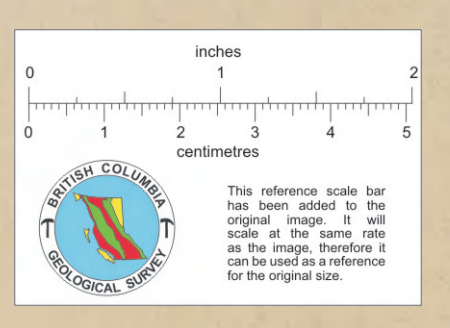 inches
0 1 2
0 1 2 3 4 5
centimetres
BRITISH COLUMBIA
GEOLOGICAL SURVEY
This reference scale bar
has been added to the
original image. It will
scale at the same rate
as the image, therefore it
can be used as a reference
for the original size.